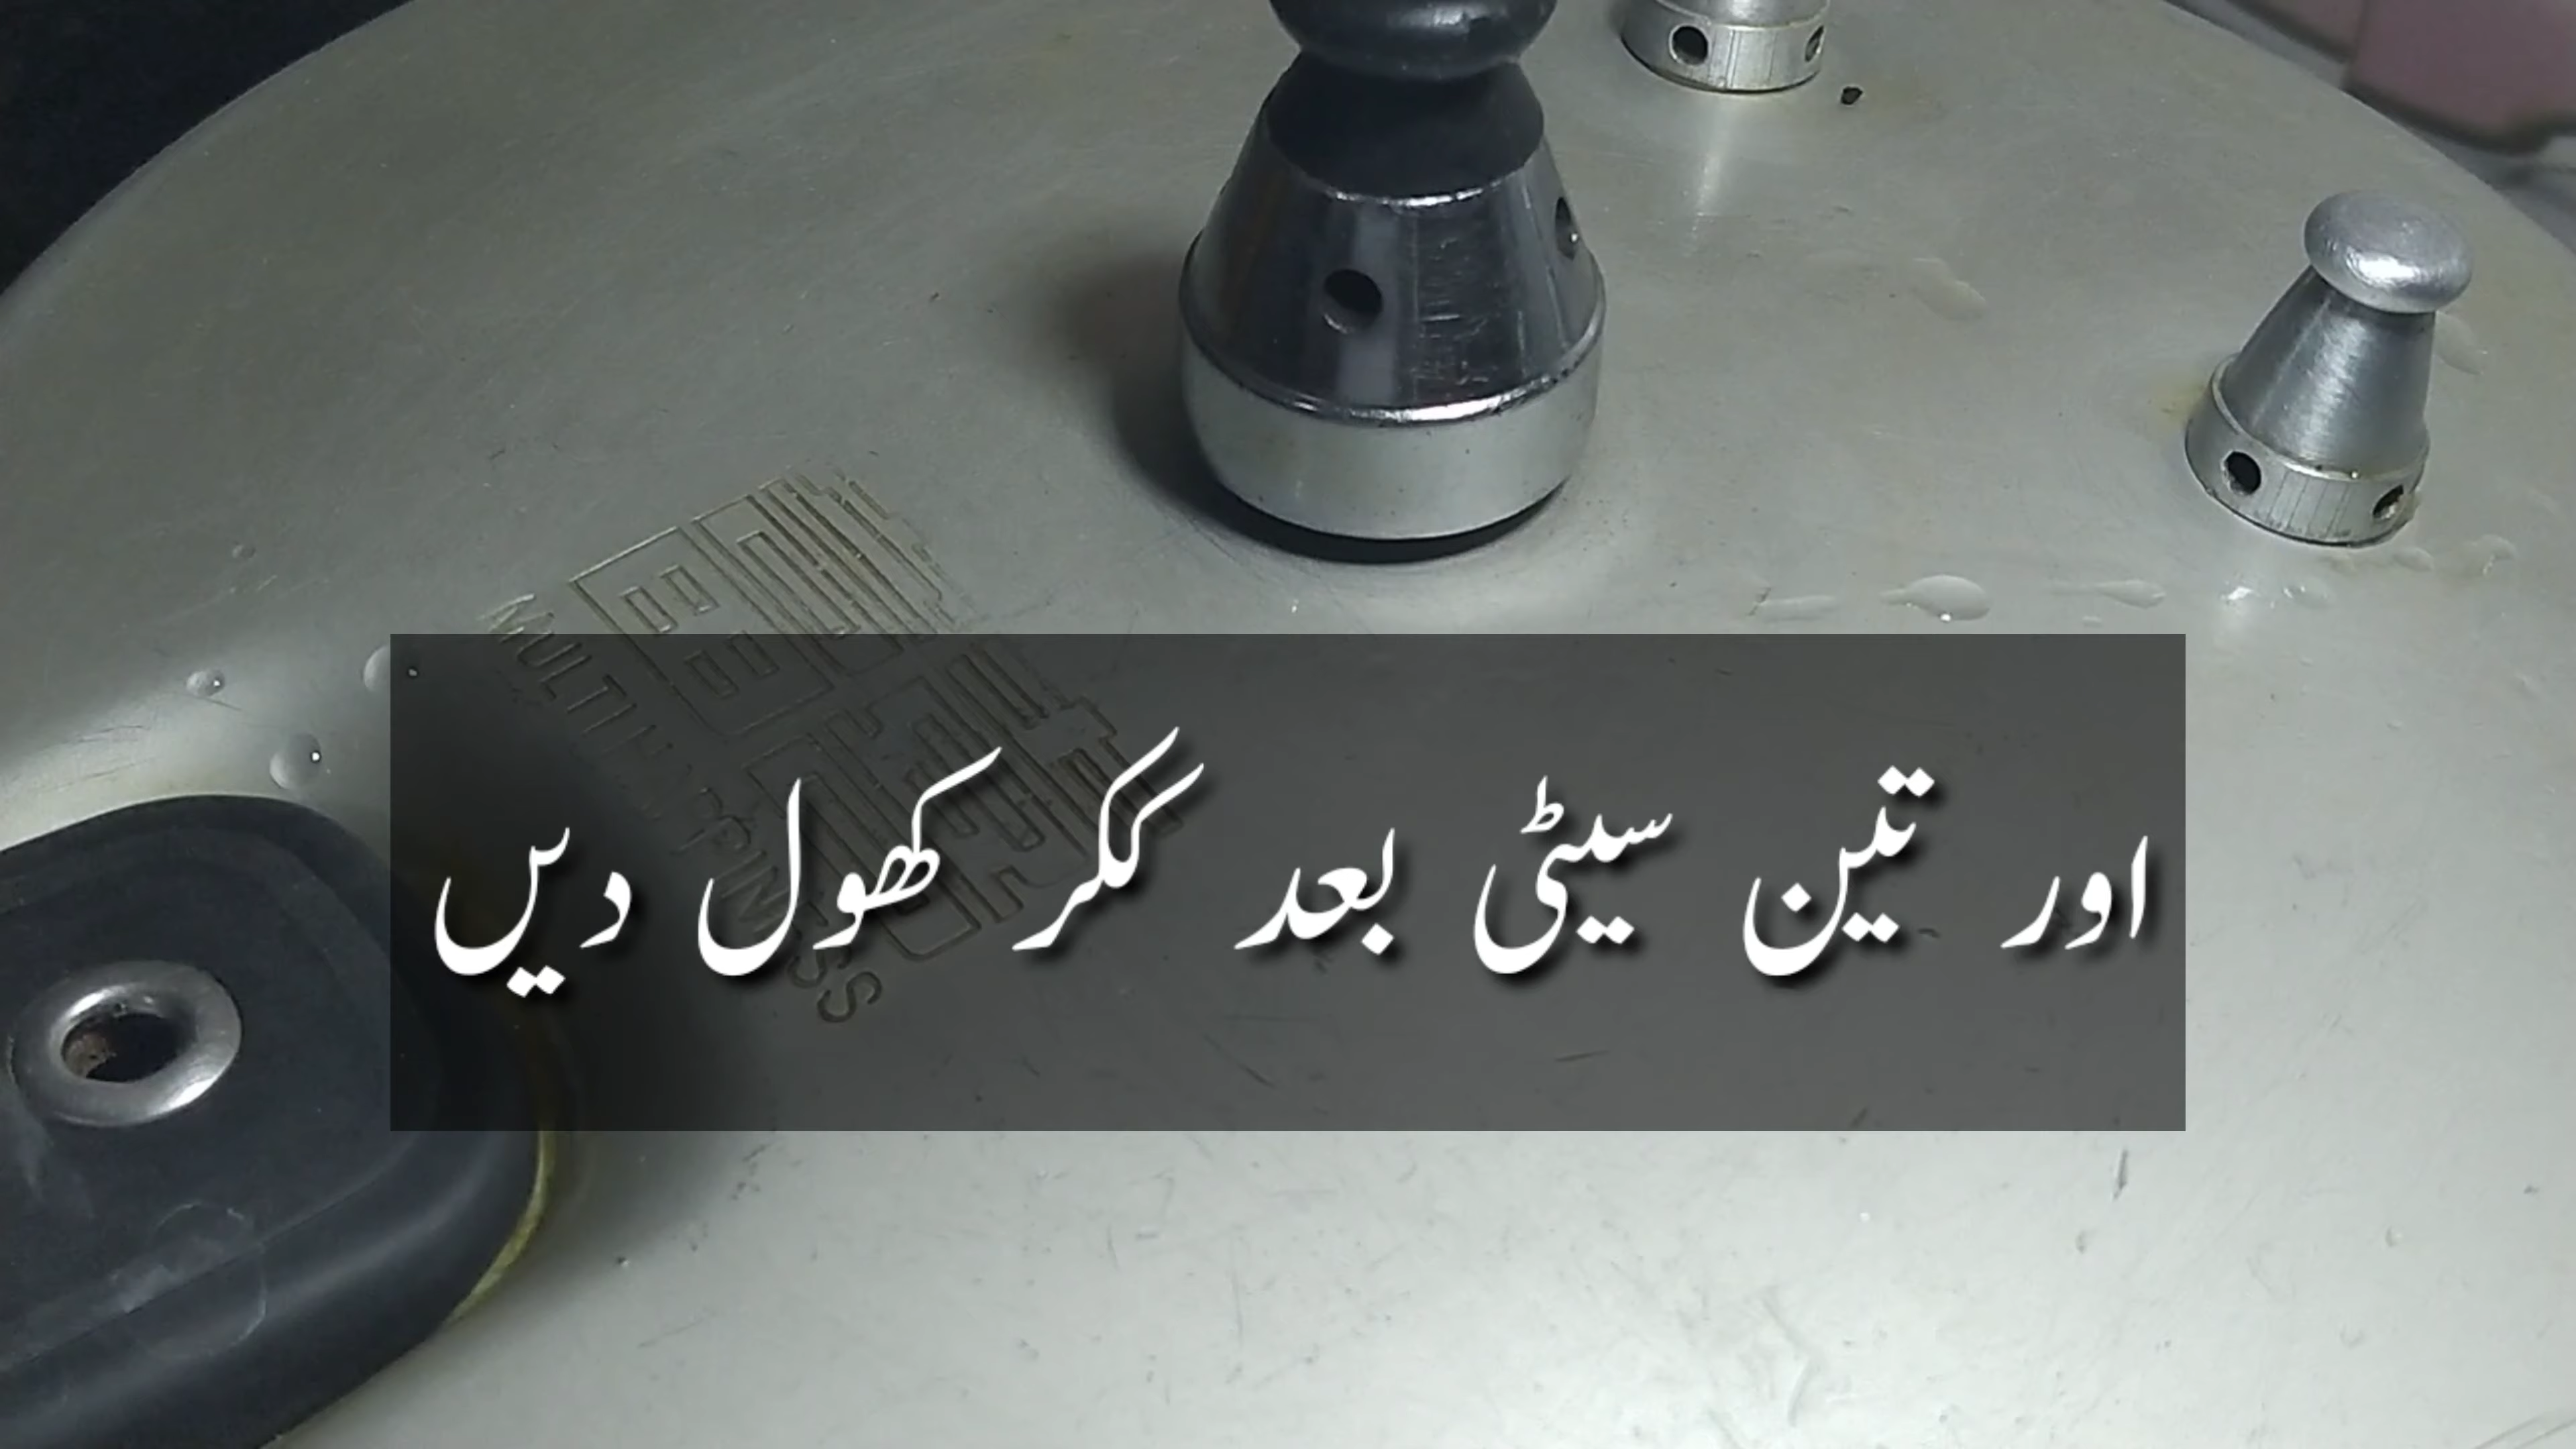 اور تین سیٹی بعد ککر کھول دیں